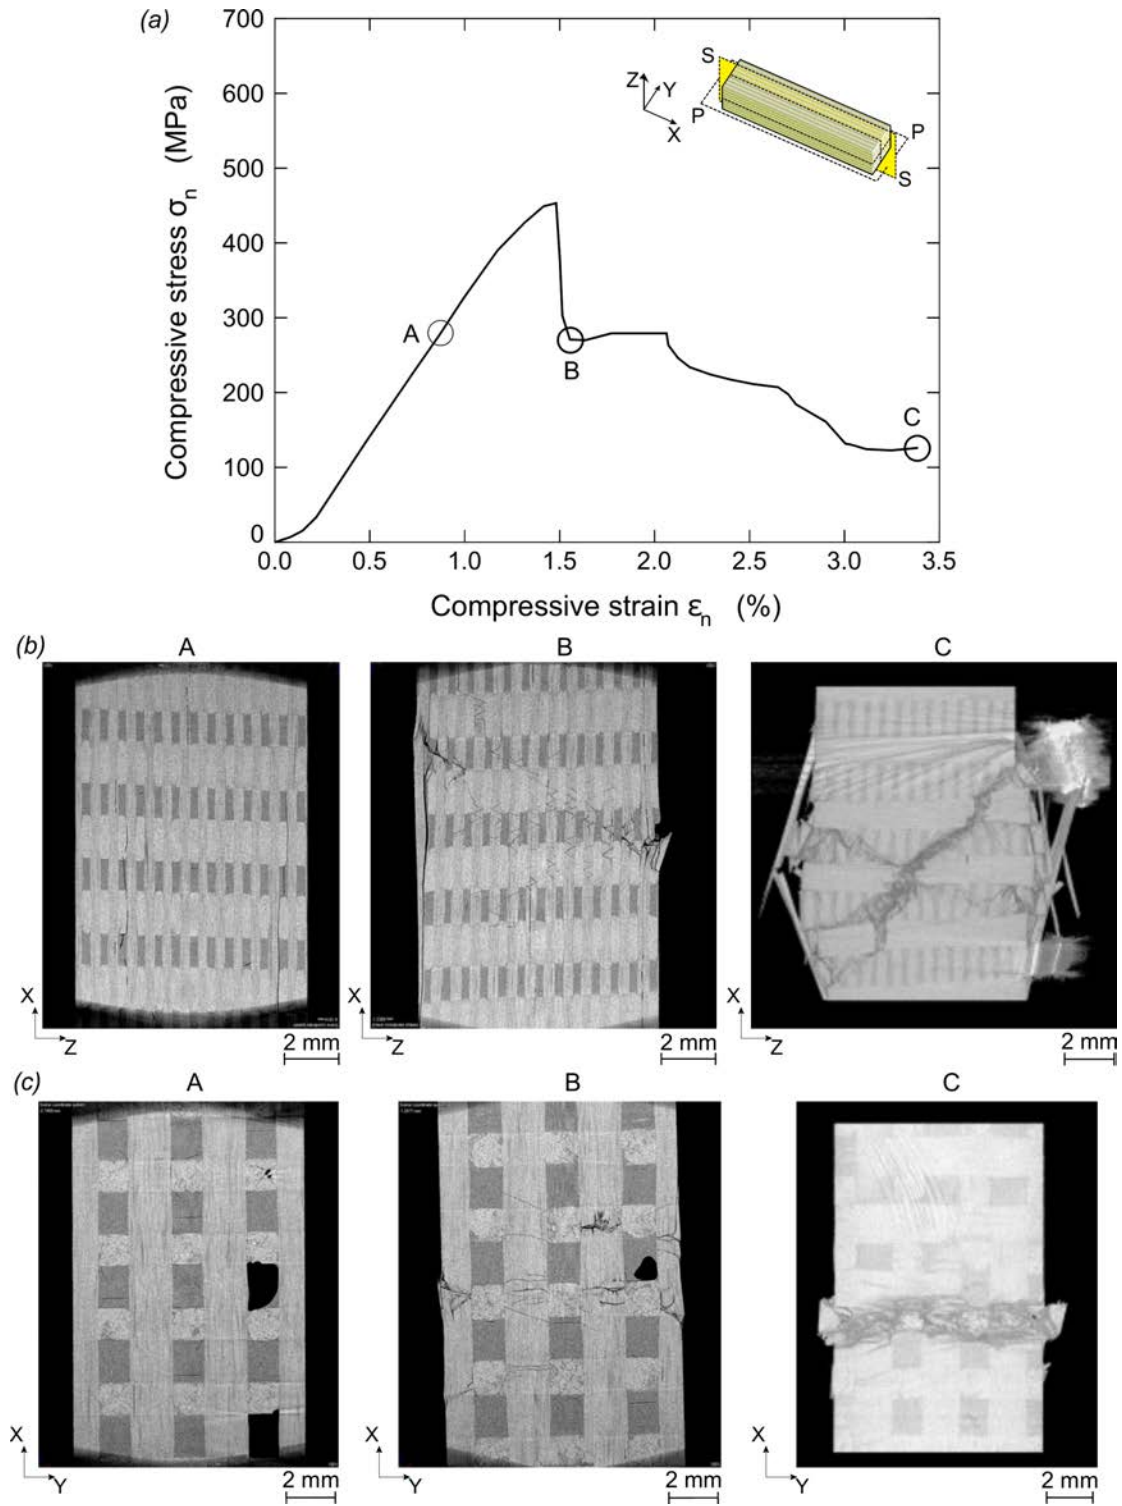 (a)
700
600
500
400
300
200
100
0
Compressive stress σn (MPa)
0.0 0.5 1.0 1.5 2.0 2.5 3.0 3.5
Compressive strain εn (%)
Z
Y
X
S
P
P
S
A
B
C
(b)
A B C
X
Z
2 mm
X
Z
2 mm
X
Z
2 mm
(c)
A B C
X
Y
2 mm
X
Y
2 mm
X
Y
2 mm